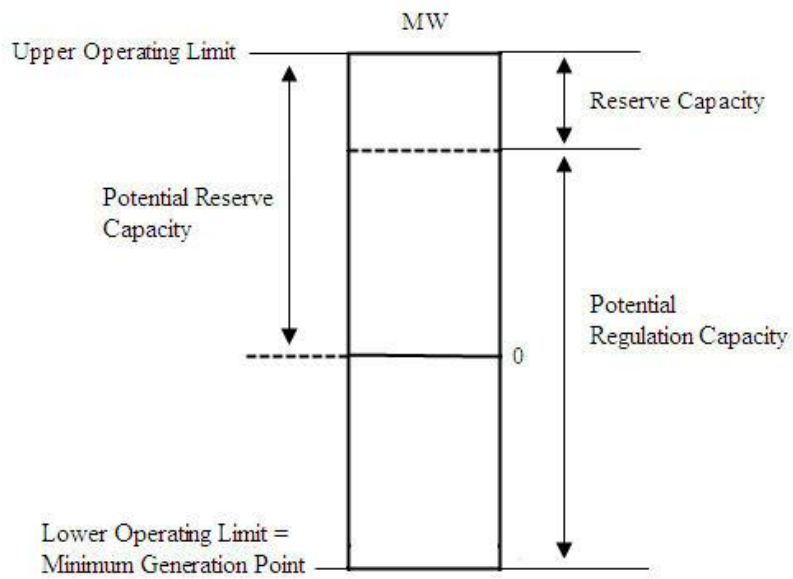 MW
Upper Operating Limit
Reserve Capacity
Potential Reserve
Capacity
Potential
Regulation Capacity
0
Lower Operating Limit =
Minimum Generation Point